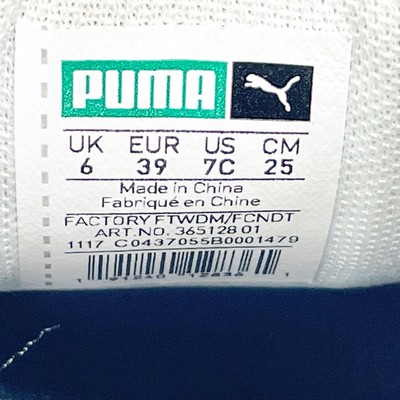 PUMA
UK EUR US CM
6 39 7C 25
Made in China
Fabriqué en Chine
FACTORY FTWDM/FCNDT
ART.NO. 365128 01
1117 C0437055B0001479